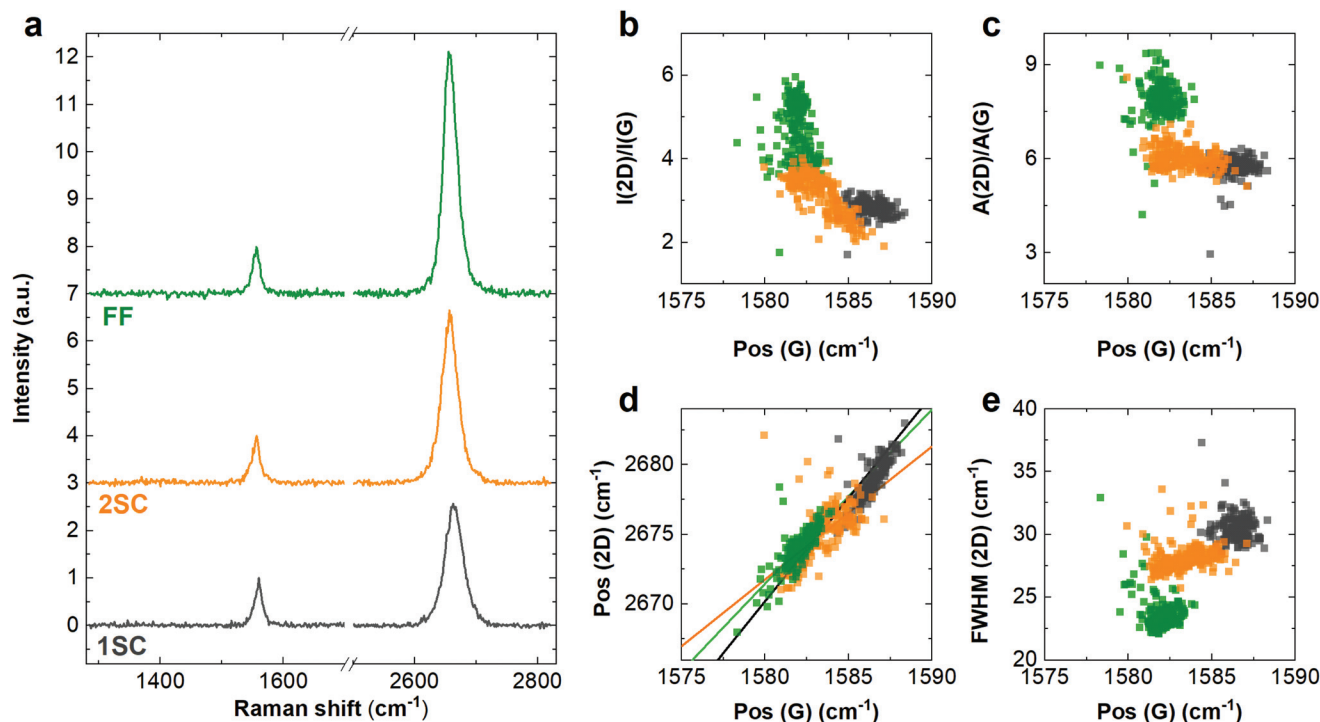 a
12
11
10
9
8
7
6
5
4
3
2
1
0
Intensity (a.u.)
FF
2SC
1SC
1400
1600
2600
2800
Raman shift (cm⁻¹)
b
6
4
2
I(2D)/I(G)
1575
1580
1585
1590
Pos (G) (cm⁻¹)
c
9
6
3
A(2D)/A(G)
1575
1580
1585
1590
Pos (G) (cm⁻¹)
d
2680
2675
2670
Pos (2D) (cm⁻¹)
1575
1580
1585
1590
Pos (G) (cm⁻¹)
e
40
35
30
25
20
FWHM (2D) (cm⁻¹)
1575
1580
1585
1590
Pos (G) (cm⁻¹)